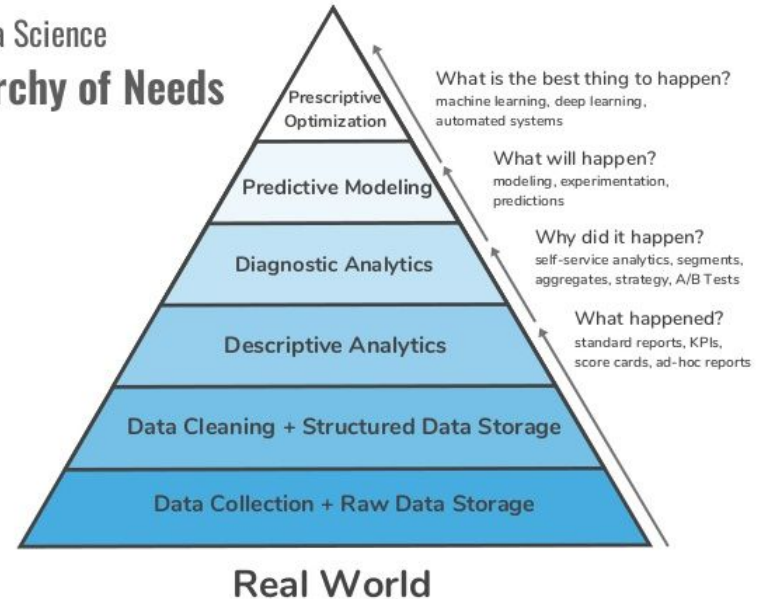 a Science
rchy of Needs
Prescriptive
Optimization
What is the best thing to happen?
machine learning, deep learning,
automated systems
Predictive Modeling
What will happen?
modeling, experimentation,
predictions
Diagnostic Analytics
Why did it happen?
self-service analytics, segments,
aggregates, strategy, A/B Tests
Descriptive Analytics
What happened?
standard reports, KPIs,
score cards, ad-hoc reports
Data Cleaning + Structured Data Storage
Data Collection + Raw Data Storage
Real World